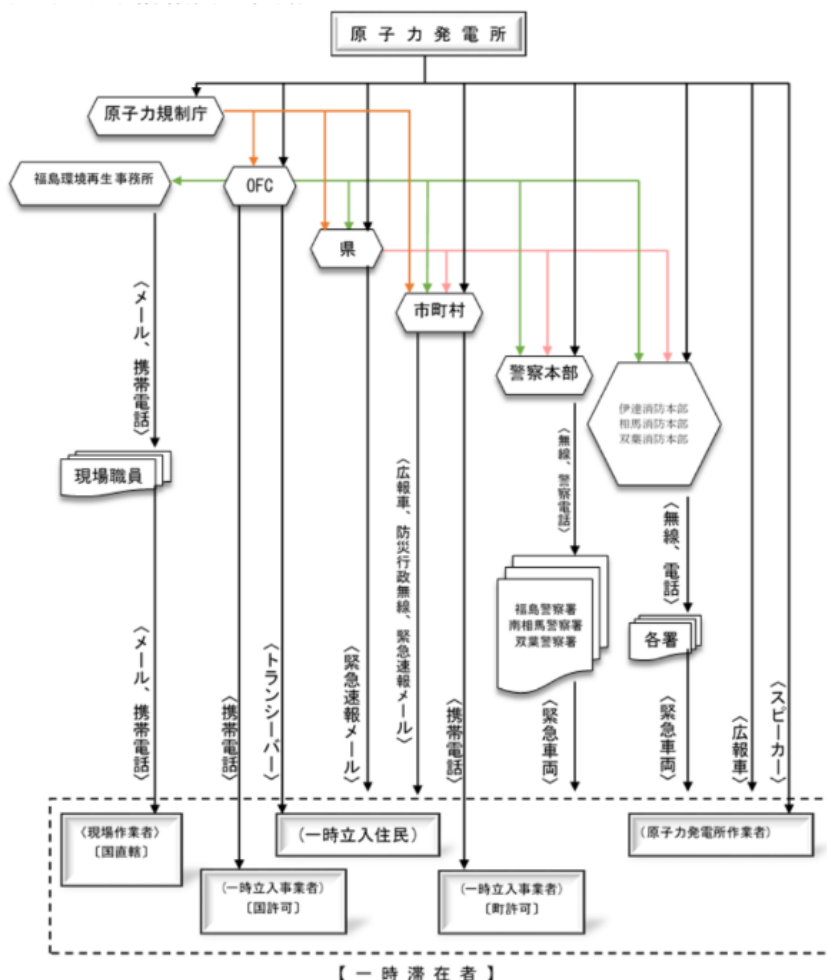 原子力発電所
原子力規制庁
福島環境再生事務所
OFC
県
市町村
警察本部
伊達消防本部
相馬消防本部
双葉消防本部
〈メール、携帯電話〉
現場職員
〈広報車、防災行政無線、緊急速報メール〉
〈無線、警察電話〉
〈無線、電話〉
福島警察署
南相馬警察署
双葉警察署
各署
〈メール、携帯電話〉
〈携帯電話〉
〈トランシーバー〉
〈緊急速報メール〉
〈携帯電話〉
〈緊急車両〉
〈緊急車両〉
〈広報車〉
〈スピーカー〉
〈現場作業者〉
〔国直轄〕
(一時立入住民)
(原子力発電所作業者)
(一時立入事業者)
〔国許可〕
(一時立入事業者)
〔町許可〕
【一時滞在者】